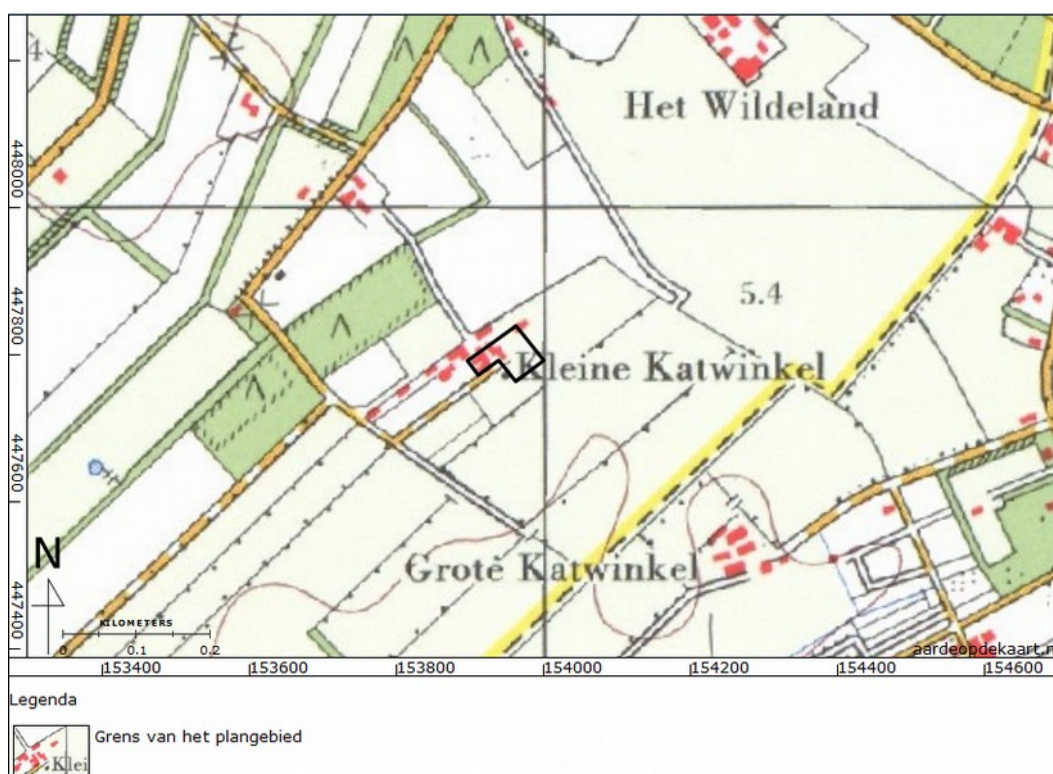 4
Het Wildeland
448000
5.4
447800
Kleine Katwinkel
447600
Grote Katwinkel
N
447400
KILOMETERS
0 0.1 0.2
aardeopdekaart.n
153400 153600 153800 154000 154200 154400 154600
Legenda
Grens van het plangebied
Klei